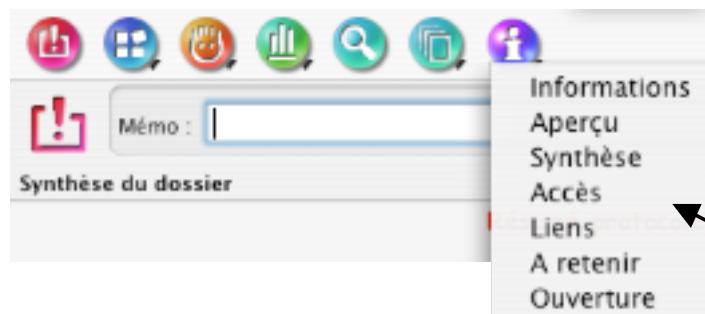 Mémo :
Synthèse du dossier
Informations
Aperçu
Synthèse
Accès
Liens
A retenir
Ouverture